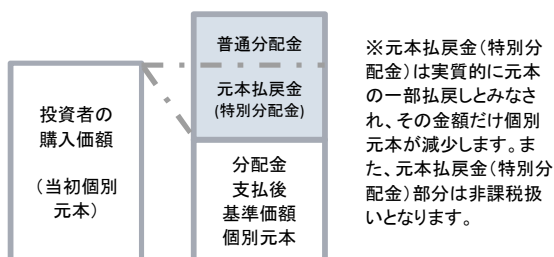 投資者の
購入価額
（当初個別
元本）
普通分配金
元本払戻金
(特別分配金)
分配金
支払後
基準価額
個別元本
※元本払戻金（特別分
配金）は実質的に元本
の一部払戻しとみなさ
れ、その金額だけ個別
元本が減少します。ま
た、元本払戻金（特別分
配金）部分は非課税扱
いとなります。